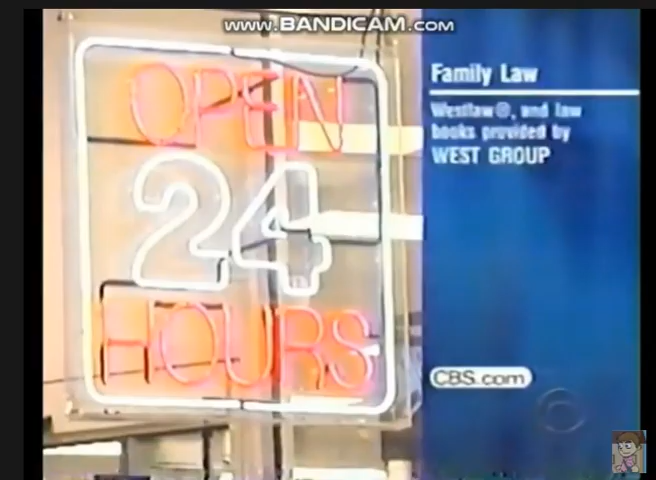 www.BANDICAM.com
OPEN
24
HOURS
Family Law
Westlaw®, and law
books provided by
WEST GROUP
CBS.com